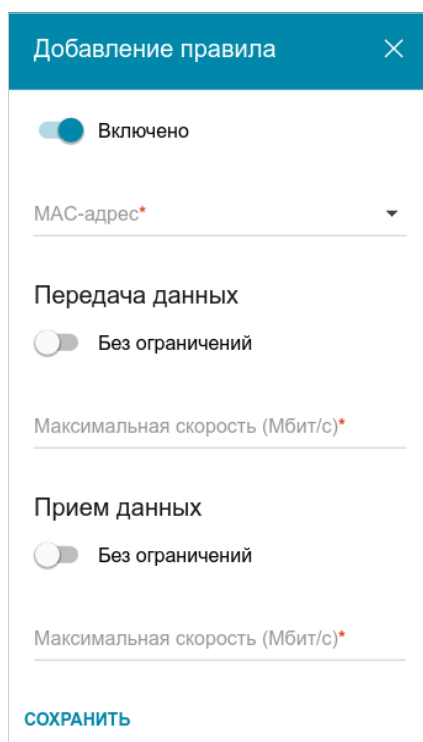 Добавление правила
Включено
MAC-адрес*
Передача данных
Без ограничений
Максимальная скорость (Мбит/с)*
Прием данных
Без ограничений
Максимальная скорость (Мбит/с)*
СОХРАНИТЬ